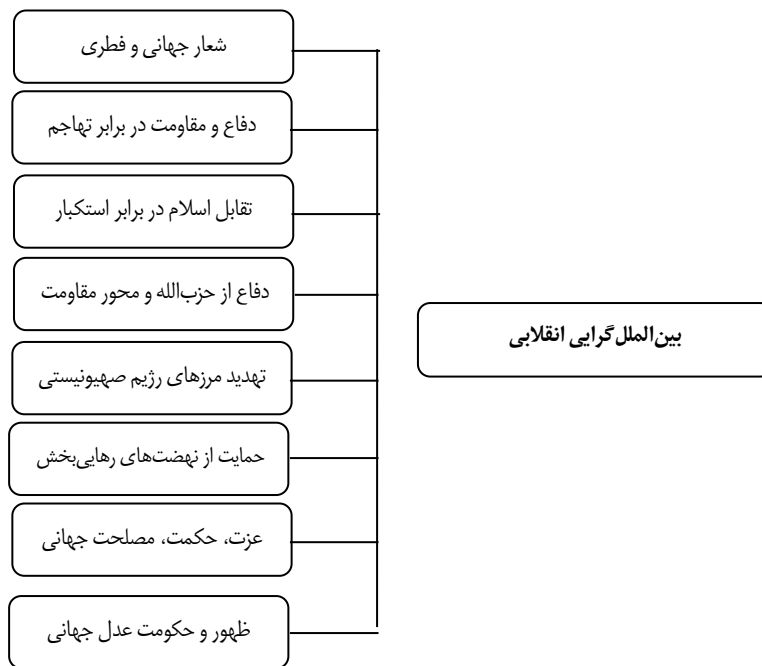 شعار جهانی و فطری
دفاع و مقاومت در برابر تهاجم
تقابل اسلام در برابر استکبار
دفاع از حزب‌الله و محور مقاومت
بین‌الملل‌گرایی انقلابی
تهدید مرزهای رژیم صهیونیستی
حمایت از نهضت‌های رهایی‌بخش
عزت، حکمت، مصلحت جهانی
ظهور و حکومت عدل جهانی